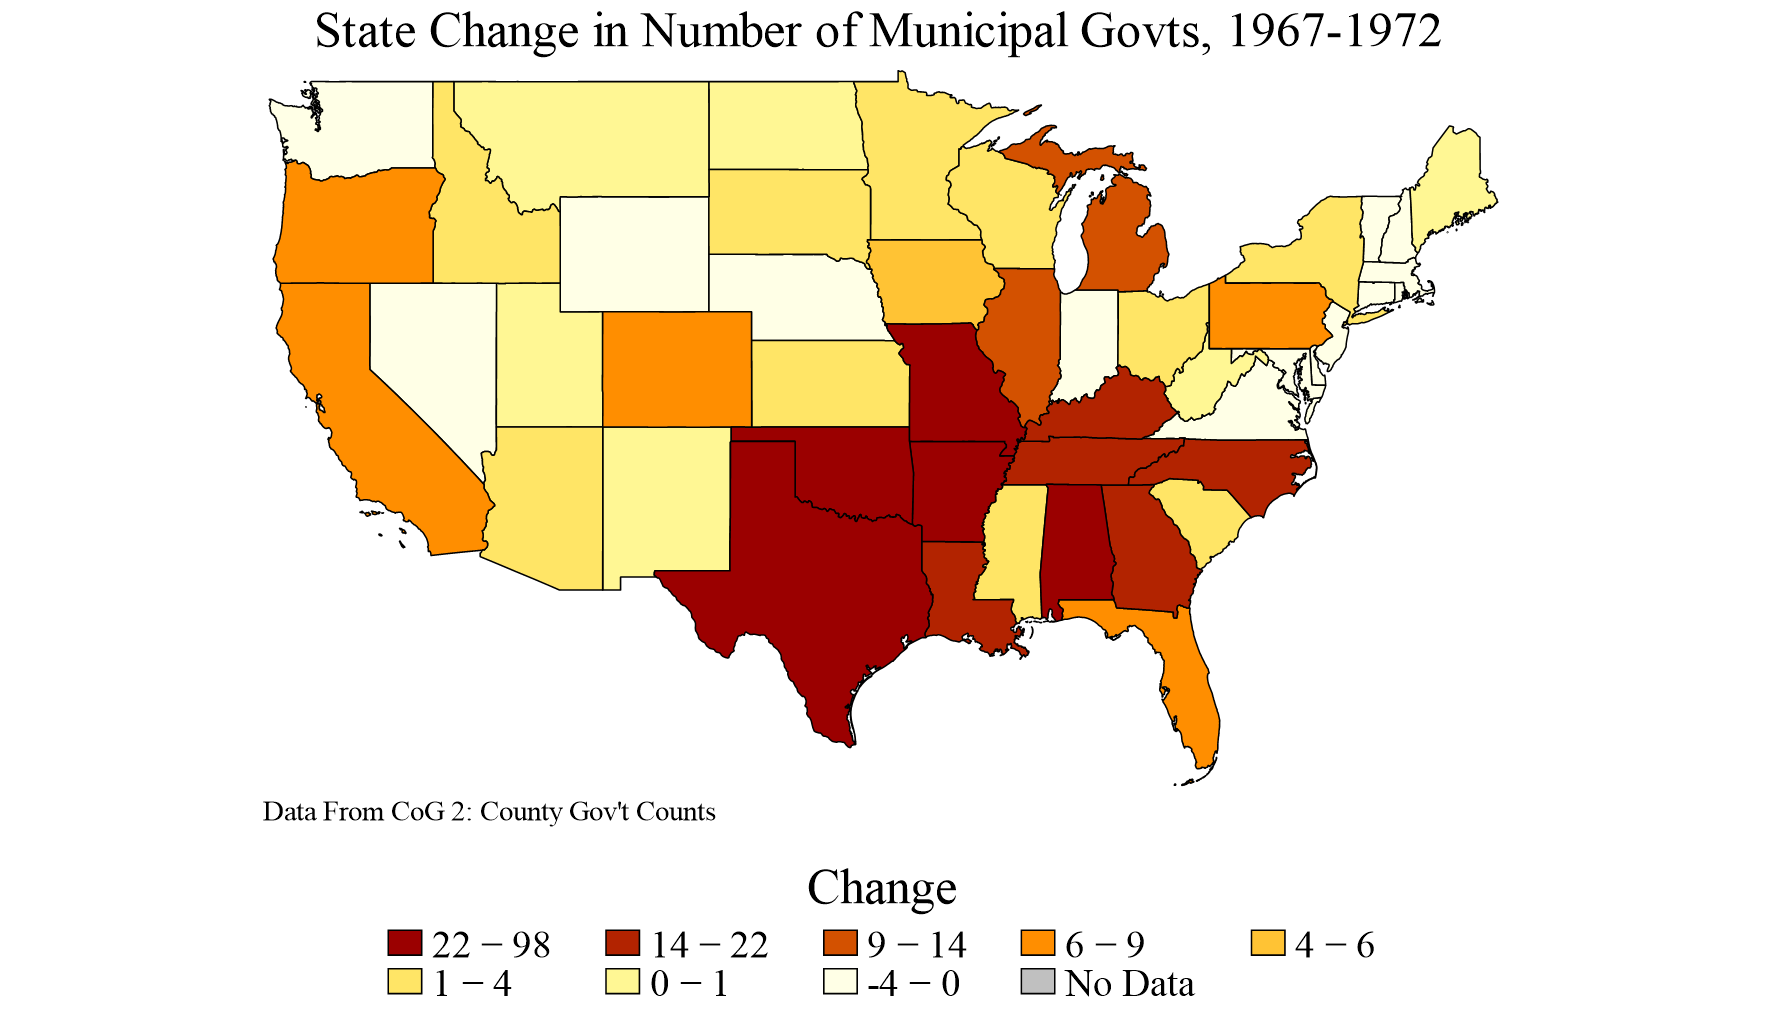 State Change in Number of Municipal Govts, 1967-1972
Data From CoG 2: County Gov't Counts
Change
22 – 98 14 – 22 9 – 14 6 – 9 4 – 6
1 – 4 0 – 1 -4 – 0 No Data